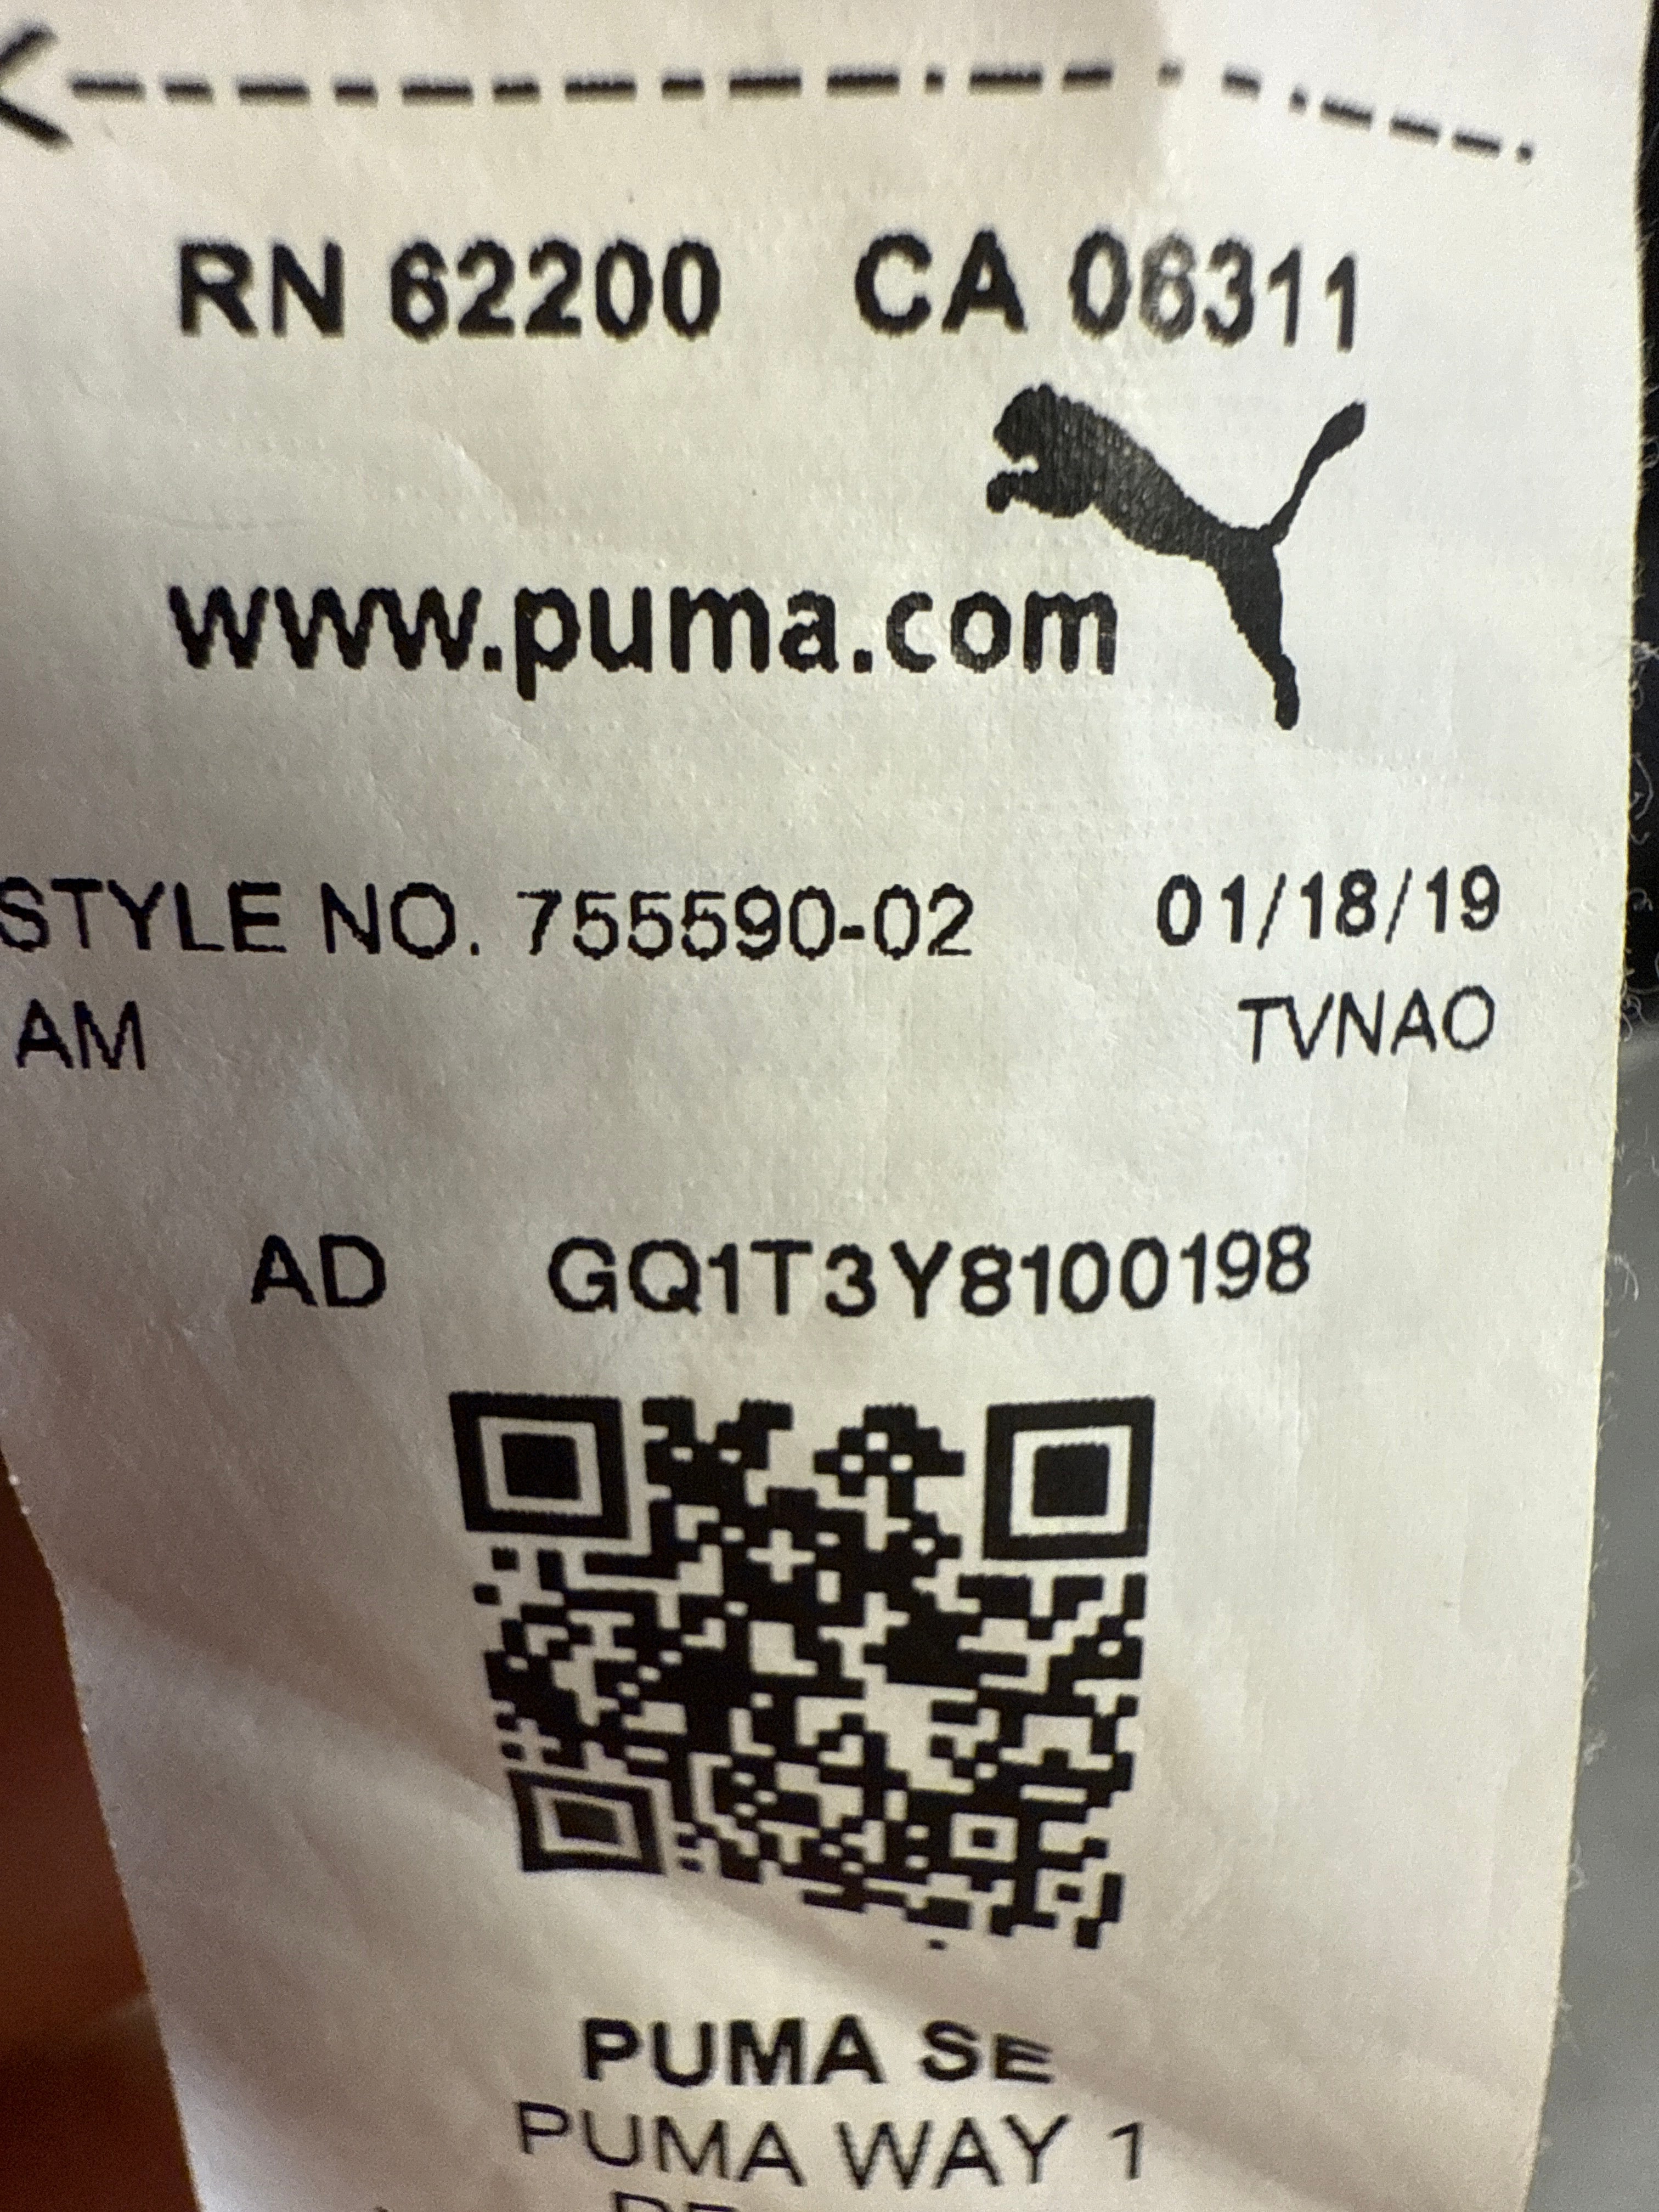 RN 62200 CA 06311
www.puma.com
STYLE NO. 755590-02 01/18/19
AM TVNAO
AD GQ1T3Y8100198
PUMA SE
PUMA WAY 1